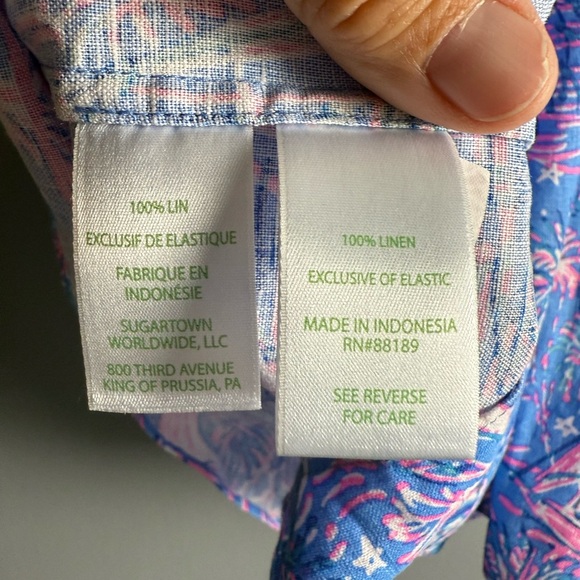 100% LIN
EXCLUSIF DE ELASTIQUE
FABRIQUE EN
INDONÉSIE
SUGARTOWN
WORLDWIDE, LLC
800 THIRD AVENUE
KING OF PRUSSIA, PA
100% LINEN
EXCLUSIVE OF ELASTIC
MADE IN INDONESIA
RN#88189
SEE REVERSE
FOR CARE